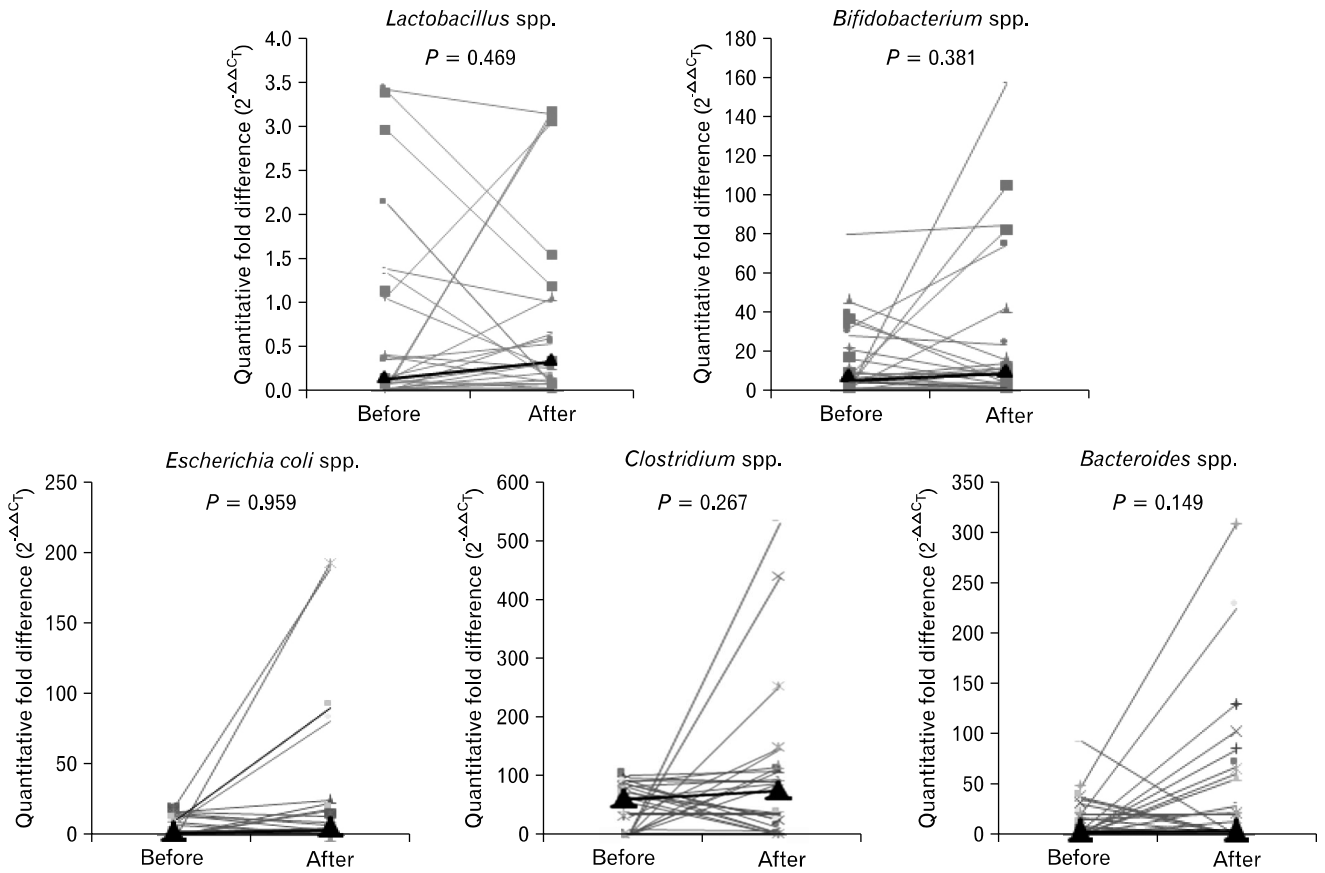 Lactobacillus spp.
P = 0.469
Quantitative fold difference (2^-ΔΔCT)
4.0
3.5
3.0
2.5
2.0
1.5
1.0
0.5
0.0
Before After
Bifidobacterium spp.
P = 0.381
Quantitative fold difference (2^-ΔΔCT)
180
160
140
120
100
80
60
40
20
0
Before After
Escherichia coli spp.
P = 0.959
Quantitative fold difference (2^-ΔΔCT)
250
200
150
100
50
0
Before After
Clostridium spp.
P = 0.267
Quantitative fold difference (2^-ΔΔCT)
600
500
400
300
200
100
0
Before After
Bacteroides spp.
P = 0.149
Quantitative fold difference (2^-ΔΔCT)
350
300
250
200
150
100
50
0
Before After